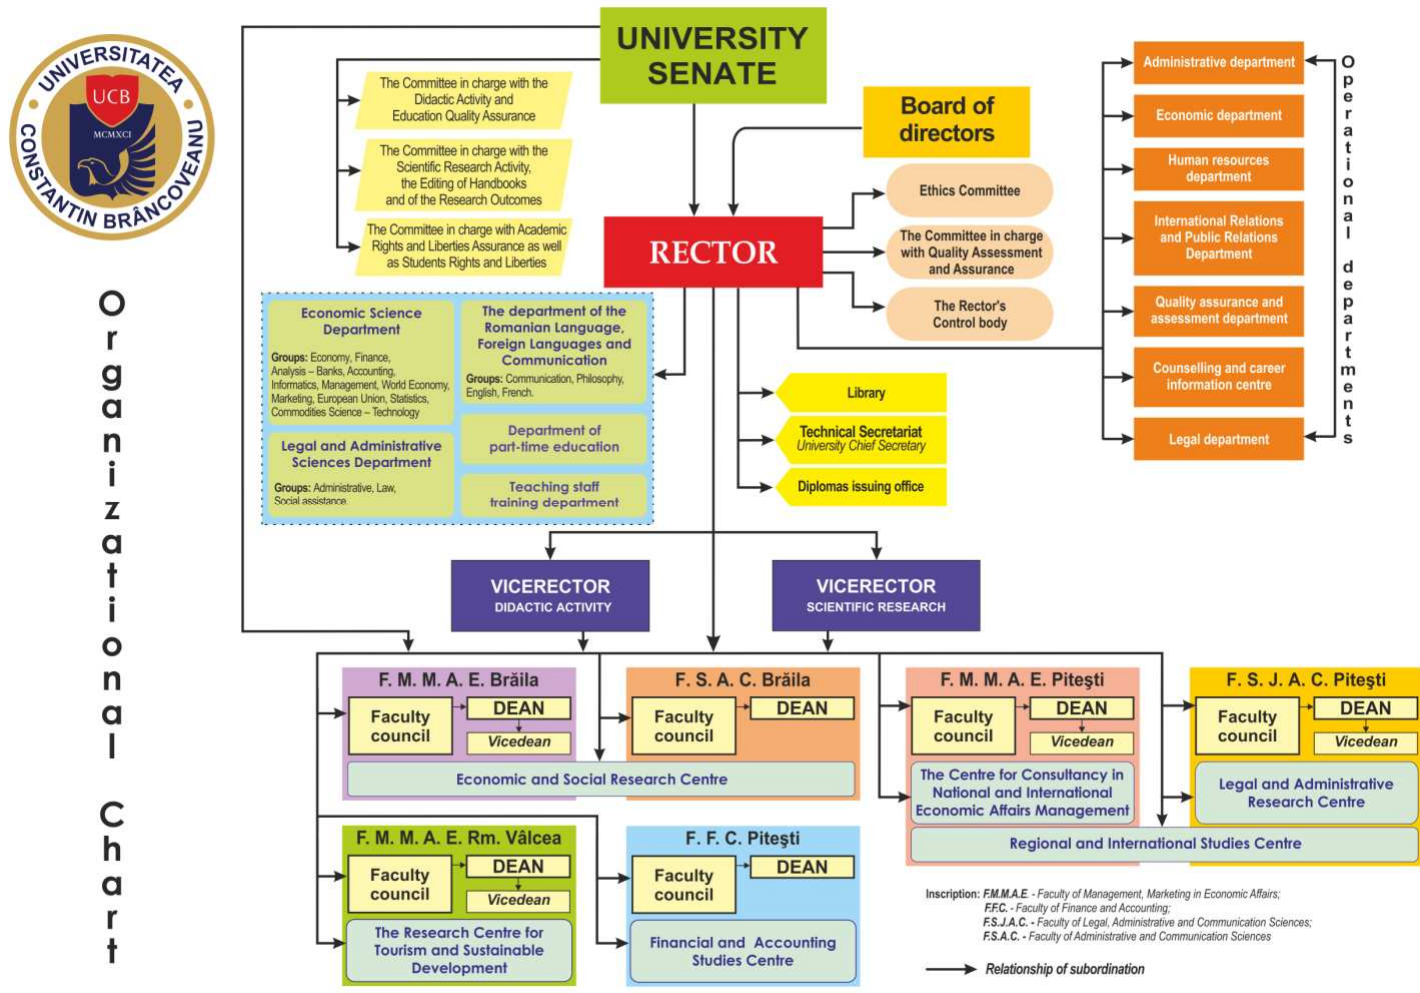 UNIVERSITATEA
CONSTANTIN BRÂNCOVEANU
UCB
MCMXCI
Organizational Chart
UNIVERSITY
SENATE
The Committee in charge with the
Didactic Activity and
Education Quality Assurance
The Committee in charge with the
Scientific Research Activity,
the Editing of Handbooks
and of the Research Outcomes
The Committee in charge with Academic
Rights and Liberties Assurance as well
as Students Rights and Liberties
Board of
directors
RECTOR
Ethics Committee
The Committee in charge
with Quality Assessment
and Assurance
The Rector's
Control body
Operational departments
Administrative department
Economic department
Human resources
department
International Relations
and Public Relations
Department
Quality assurance and
assessment department
Counselling and career
information centre
Legal department
Economic Science
Department
Groups: Economy, Finance,
Analysis – Banks, Accounting,
Informatics, Management, World Economy,
Marketing, European Union, Statistics,
Commodities Science – Technology
Legal and Administrative
Sciences Department
Groups: Administrative, Law,
Social assistance.
The department of the
Romanian Language,
Foreign Languages and
Communication
Groups: Communication, Philosophy,
English, French.
Department of
part-time education
Teaching staff
training department
Library
Technical Secretariat
University Chief Secretary
Diplomas issuing office
VICERECTOR
DIDACTIC ACTIVITY
VICERECTOR
SCIENTIFIC RESEARCH
F. M. M. A. E. Brăila
Faculty
council
DEAN
Vicedean
F. S. A. C. Brăila
Faculty
council
DEAN
Economic and Social Research Centre
F. M. M. A. E. Piteşti
Faculty
council
DEAN
Vicedean
The Centre for Consultancy in
National and International
Economic Affairs Management
F. S. J. A. C. Piteşti
Faculty
council
DEAN
Vicedean
Legal and Administrative
Research Centre
Regional and International Studies Centre
F. M. M. A. E. Rm. Vâlcea
Faculty
council
DEAN
Vicedean
The Research Centre for
Tourism and Sustainable
Development
F. F. C. Piteşti
Faculty
council
DEAN
Financial and Accounting
Studies Centre
Inscription: F.M.M.A.E. - Faculty of Management, Marketing in Economic Affairs;
F.F.C. - Faculty of Finance and Accounting;
F.S.J.A.C. - Faculty of Legal, Administrative and Communication Sciences;
F.S.A.C. - Faculty of Administrative and Communication Sciences
Relationship of subordination